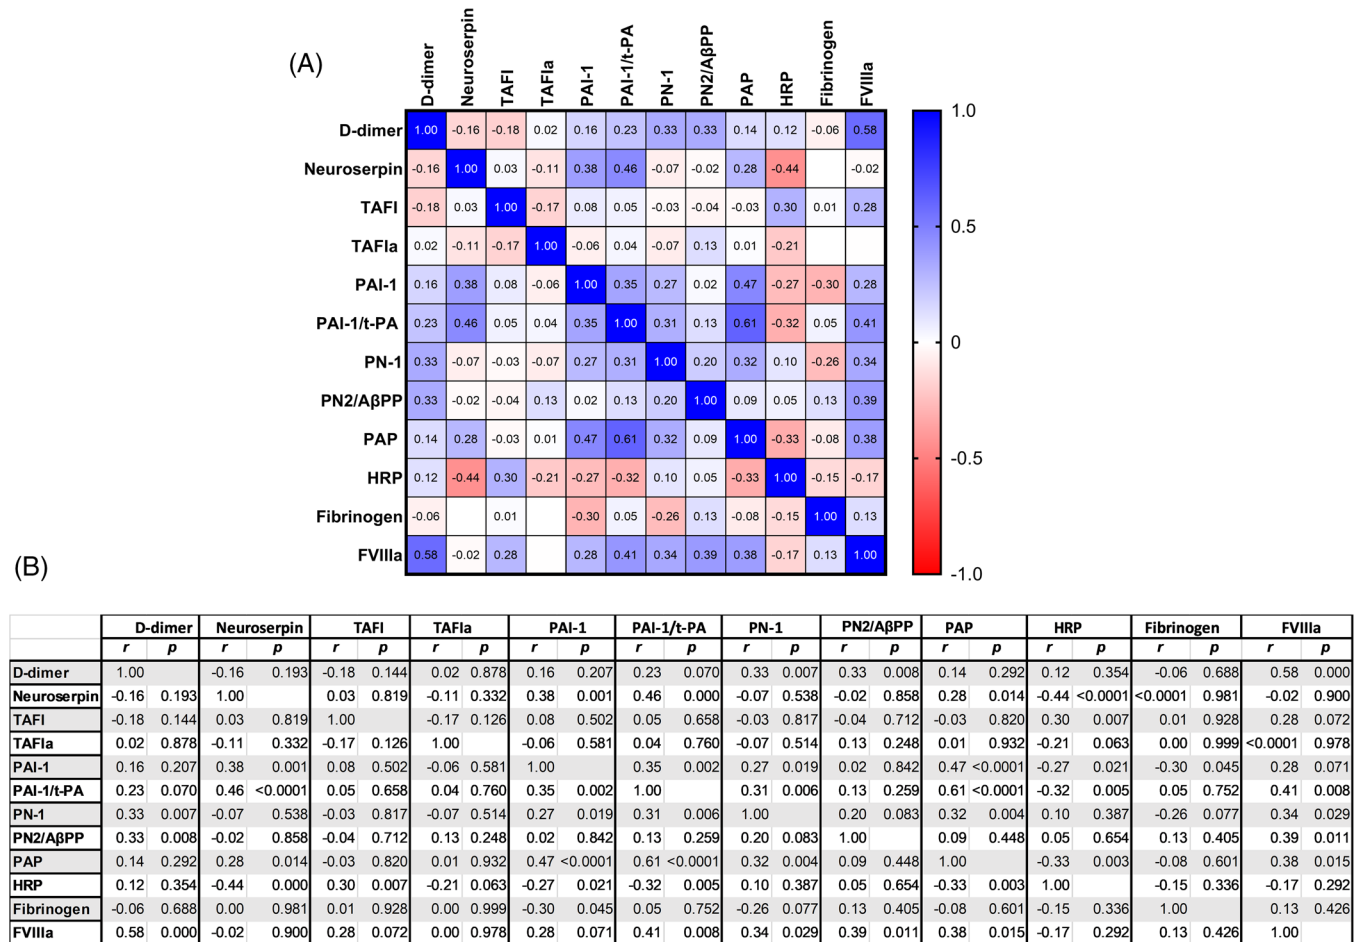 (A)
D-dimer Neuroserpin TAFI TAFIa PAI-1 PAI-1/t-PA PN-1 PN2/AβPP PAP HRP Fibrinogen FVIIIa
D-dimer 1.00 -0.16 -0.18 0.02 0.16 0.23 0.33 0.33 0.14 0.12 -0.06 0.58
Neuroserpin -0.16 1.00 0.03 -0.11 0.38 0.46 -0.07 -0.02 0.28 -0.44 -0.02
TAFI -0.18 0.03 1.00 -0.17 0.08 0.05 -0.03 -0.04 -0.03 0.30 0.01 0.28
TAFIa 0.02 -0.11 -0.17 1.00 -0.06 0.04 -0.07 0.13 0.01 -0.21
PAI-1 0.16 0.38 0.08 -0.06 1.00 0.35 0.27 0.02 0.47 -0.27 -0.30 0.28
PAI-1/t-PA 0.23 0.46 0.05 0.04 0.35 1.00 0.31 0.13 0.61 -0.32 0.05 0.41
PN-1 0.33 -0.07 -0.03 -0.07 0.27 0.31 1.00 0.20 0.32 0.10 -0.26 0.34
PN2/AβPP 0.33 -0.02 -0.04 0.13 0.02 0.13 0.20 1.00 0.09 0.05 0.13 0.39
PAP 0.14 0.28 -0.03 0.01 0.47 0.61 0.32 0.09 1.00 -0.33 -0.08 0.38
HRP 0.12 -0.44 0.30 -0.21 -0.27 -0.32 0.10 0.05 -0.33 1.00 -0.15 -0.17
Fibrinogen -0.06 0.01 -0.30 0.05 -0.26 0.13 -0.08 -0.15 1.00 0.13
FVIIIa 0.58 -0.02 0.28 0.28 0.41 0.34 0.39 0.38 -0.17 0.13 1.00
1.0
0.5
0
-0.5
-1.0
(B)
D-dimer Neuroserpin TAFI TAFIa PAI-1 PAI-1/t-PA PN-1 PN2/AβPP PAP HRP Fibrinogen FVIIIa
r p r p r p r p r p r p r p r p r p r p r p r p
D-dimer 1.00 -0.16 0.193 -0.18 0.144 0.02 0.878 0.16 0.207 0.23 0.070 0.33 0.007 0.33 0.008 0.14 0.292 0.12 0.354 -0.06 0.688 0.58 0.000
Neuroserpin -0.16 0.193 1.00 0.03 0.819 -0.11 0.332 0.38 0.001 0.46 0.000 -0.07 0.538 -0.02 0.858 0.28 0.014 -0.44 <0.0001 <0.0001 0.981 -0.02 0.900
TAFI -0.18 0.144 0.03 0.819 1.00 -0.17 0.126 0.08 0.502 0.05 0.658 -0.03 0.817 -0.04 0.712 -0.03 0.820 0.30 0.007 0.01 0.928 0.28 0.072
TAFIa 0.02 0.878 -0.11 0.332 -0.17 0.126 1.00 -0.06 0.581 0.04 0.760 -0.07 0.514 0.13 0.248 0.01 0.932 -0.21 0.063 0.00 0.999 <0.0001 0.978
PAI-1 0.16 0.207 0.38 0.001 0.08 0.502 -0.06 0.581 1.00 0.35 0.002 0.27 0.019 0.02 0.842 0.47 <0.0001 -0.27 0.021 -0.30 0.045 0.28 0.071
PAI-1/t-PA 0.23 0.070 0.46 <0.0001 0.05 0.658 0.04 0.760 0.35 0.002 1.00 0.31 0.006 0.13 0.259 0.61 <0.0001 -0.32 0.005 0.05 0.752 0.41 0.008
PN-1 0.33 0.007 -0.07 0.538 -0.03 0.817 -0.07 0.514 0.27 0.019 0.31 0.006 1.00 0.20 0.083 0.32 0.004 0.10 0.387 -0.26 0.077 0.34 0.029
PN2/AβPP 0.33 0.008 -0.02 0.858 -0.04 0.712 0.13 0.248 0.02 0.842 0.13 0.259 0.20 0.083 1.00 0.09 0.448 0.05 0.654 0.13 0.405 0.39 0.011
PAP 0.14 0.292 0.28 0.014 -0.03 0.820 0.01 0.932 0.47 <0.0001 0.61 <0.0001 0.32 0.004 0.09 0.448 1.00 -0.33 0.003 -0.08 0.601 0.38 0.015
HRP 0.12 0.354 -0.44 0.000 0.30 0.007 -0.21 0.063 -0.27 0.021 -0.32 0.005 0.10 0.387 0.05 0.654 -0.33 0.003 1.00 -0.15 0.336 -0.17 0.292
Fibrinogen -0.06 0.688 0.00 0.981 0.01 0.928 0.00 0.999 -0.30 0.045 0.05 0.752 -0.26 0.077 0.13 0.405 -0.08 0.601 -0.15 0.336 1.00 0.13 0.426
FVIIIa 0.58 0.000 -0.02 0.900 0.28 0.072 0.00 0.978 0.28 0.071 0.41 0.008 0.34 0.029 0.39 0.011 0.38 0.015 -0.17 0.292 0.13 0.426 1.00